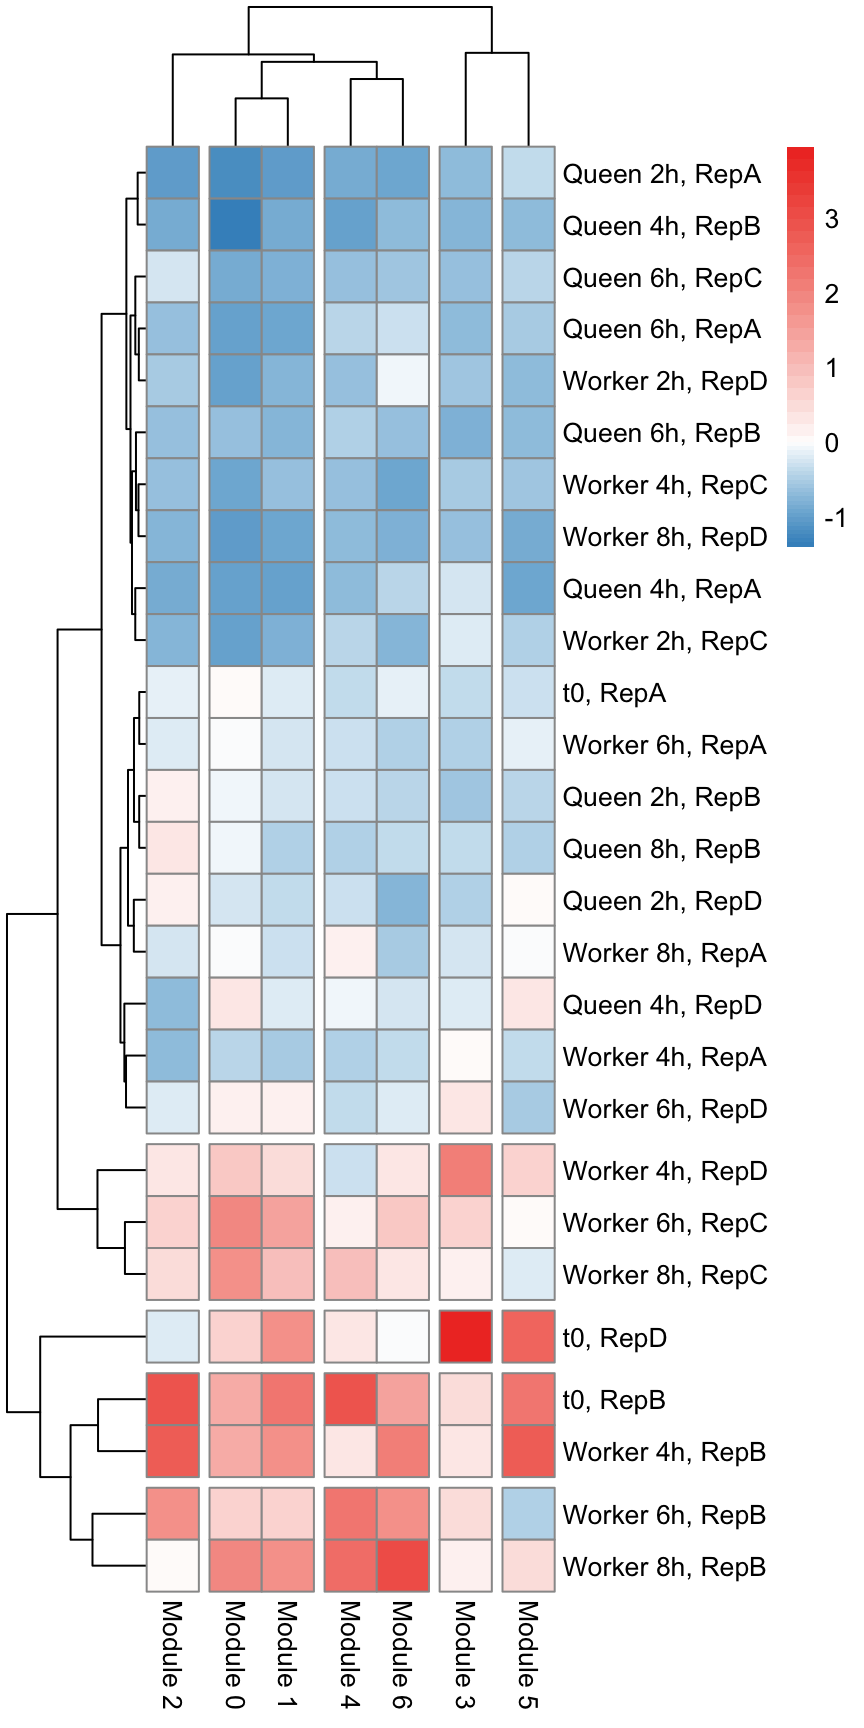 Queen 2h, RepA
Queen 4h, RepB
Queen 6h, RepC
Queen 6h, RepA
Worker 2h, RepD
Queen 6h, RepB
Worker 4h, RepC
Worker 8h, RepD
Queen 4h, RepA
Worker 2h, RepC
t0, RepA
Worker 6h, RepA
Queen 2h, RepB
Queen 8h, RepB
Queen 2h, RepD
Worker 8h, RepA
Queen 4h, RepD
Worker 4h, RepA
Worker 6h, RepD
Worker 4h, RepD
Worker 6h, RepC
Worker 8h, RepC
t0, RepD
t0, RepB
Worker 4h, RepB
Worker 6h, RepB
Worker 8h, RepB
3
2
1
0
-1
Module 2
Module 0
Module 1
Module 4
Module 6
Module 3
Module 5